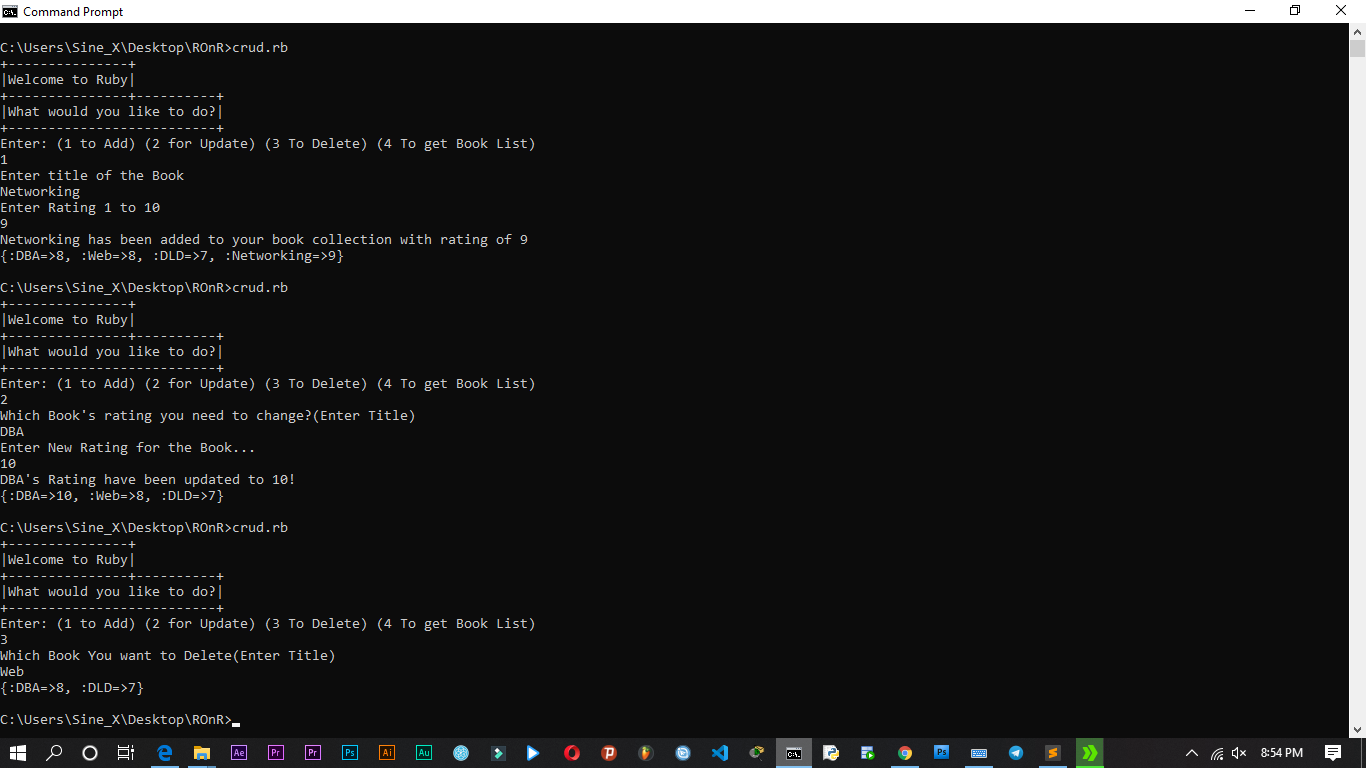 Command Prompt
C:\Users\Sine_X\Desktop\ROnR>crud.rb
+---------------+
|Welcome to Ruby|
+---------------+----------+
|What would you like to do?|
+--------------------------+
Enter: (1 to Add) (2 for Update) (3 To Delete) (4 To get Book List)
1
Enter title of the Book
Networking
Enter Rating 1 to 10
9
Networking has been added to your book collection with rating of 9
{:DBA=>8, :Web=>8, :DLD=>7, :Networking=>9}
C:\Users\Sine_X\Desktop\ROnR>crud.rb
+---------------+
|Welcome to Ruby|
+---------------+----------+
|What would you like to do?|
+--------------------------+
Enter: (1 to Add) (2 for Update) (3 To Delete) (4 To get Book List)
2
Which Book's rating you need to change?(Enter Title)
DBA
Enter New Rating for the Book...
10
DBA's Rating have been updated to 10!
{:DBA=>10, :Web=>8, :DLD=>7}
C:\Users\Sine_X\Desktop\ROnR>crud.rb
+---------------+
|Welcome to Ruby|
+---------------+----------+
|What would you like to do?|
+--------------------------+
Enter: (1 to Add) (2 for Update) (3 To Delete) (4 To get Book List)
3
Which Book You want to Delete(Enter Title)
Web
{:DBA=>8, :DLD=>7}
C:\Users\Sine_X\Desktop\ROnR>
Ae Pr Pr Ps Ai Au Ps 8:54 PM